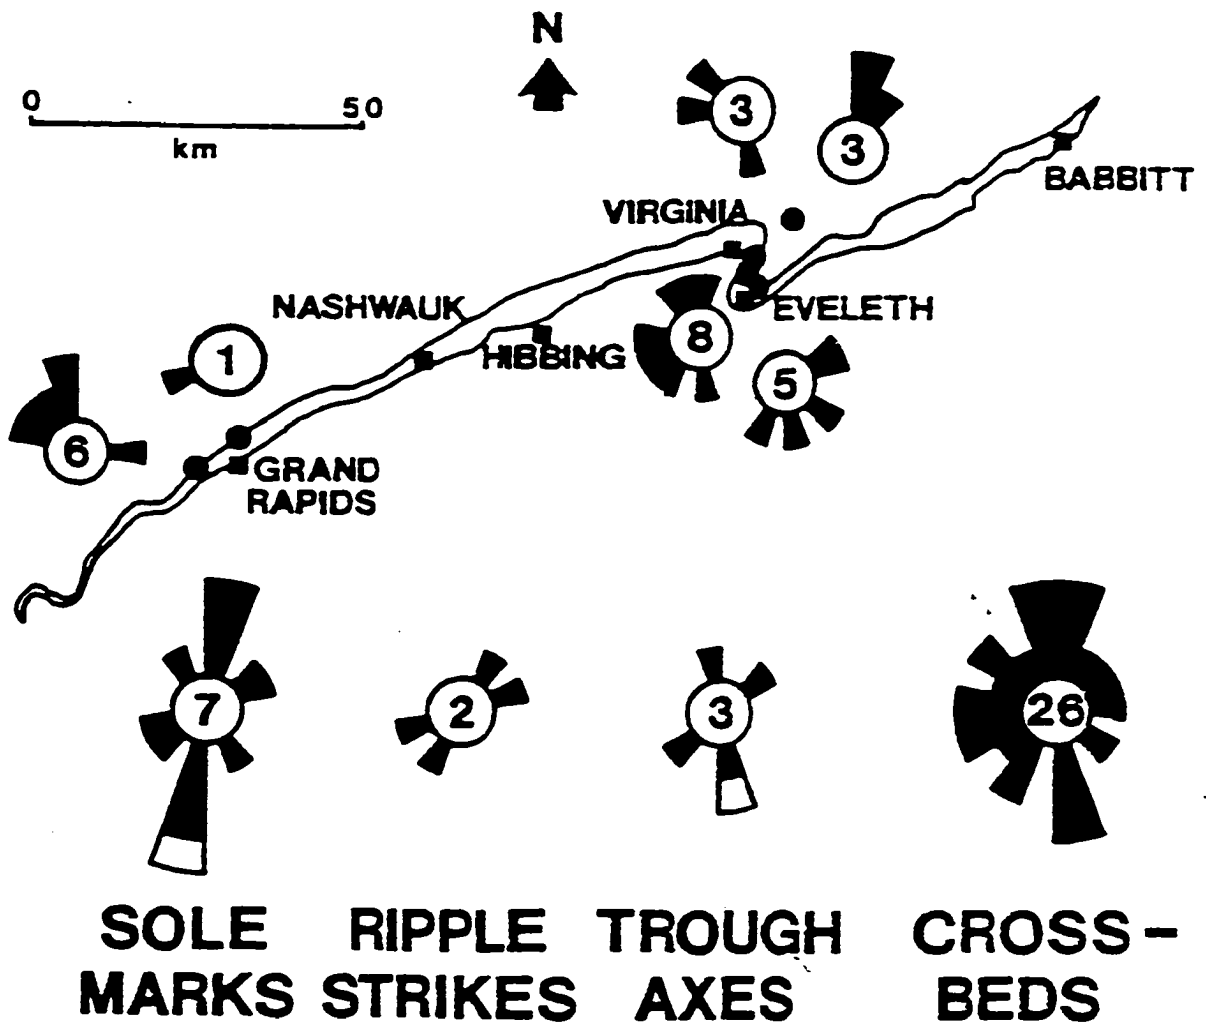 N
0 50
km
3
3
BABBITT
VIRGINIA
NASHWAUK
EVELETH
HIBBING
8
1
5
6
GRAND
RAPIDS
7
2
3
26
SOLE
MARKS
RIPPLE
STRIKES
TROUGH
AXES
CROSS-
BEDS